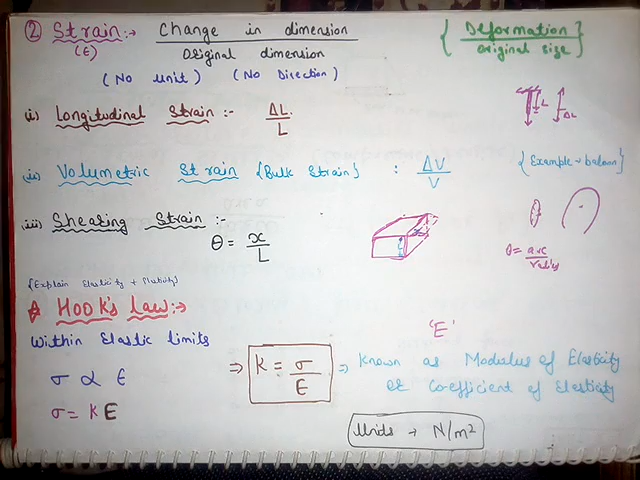 ② Strain :→ Change in dimension / Original dimension { Deformation / original size }
(E)
(No unit) (No Direction)
(i) Longitudinal Strain :- ΔL / L
L ΔL
(ii) Volumetric Strain {Bulk Strain} : ΔV / V {Example → baloon}
(iii) Shearing Strain :-
θ = x / L
θ = arc / radius
{Explain Elasticity + Plasticity}
Hook's Law :→
Within Elastic limits
'E'
σ ∝ E
⇒ K = σ / E ⇒ Known as Modulus of Elasticity
or Coefficient of Elasticity
σ = K E
Units → N/m²